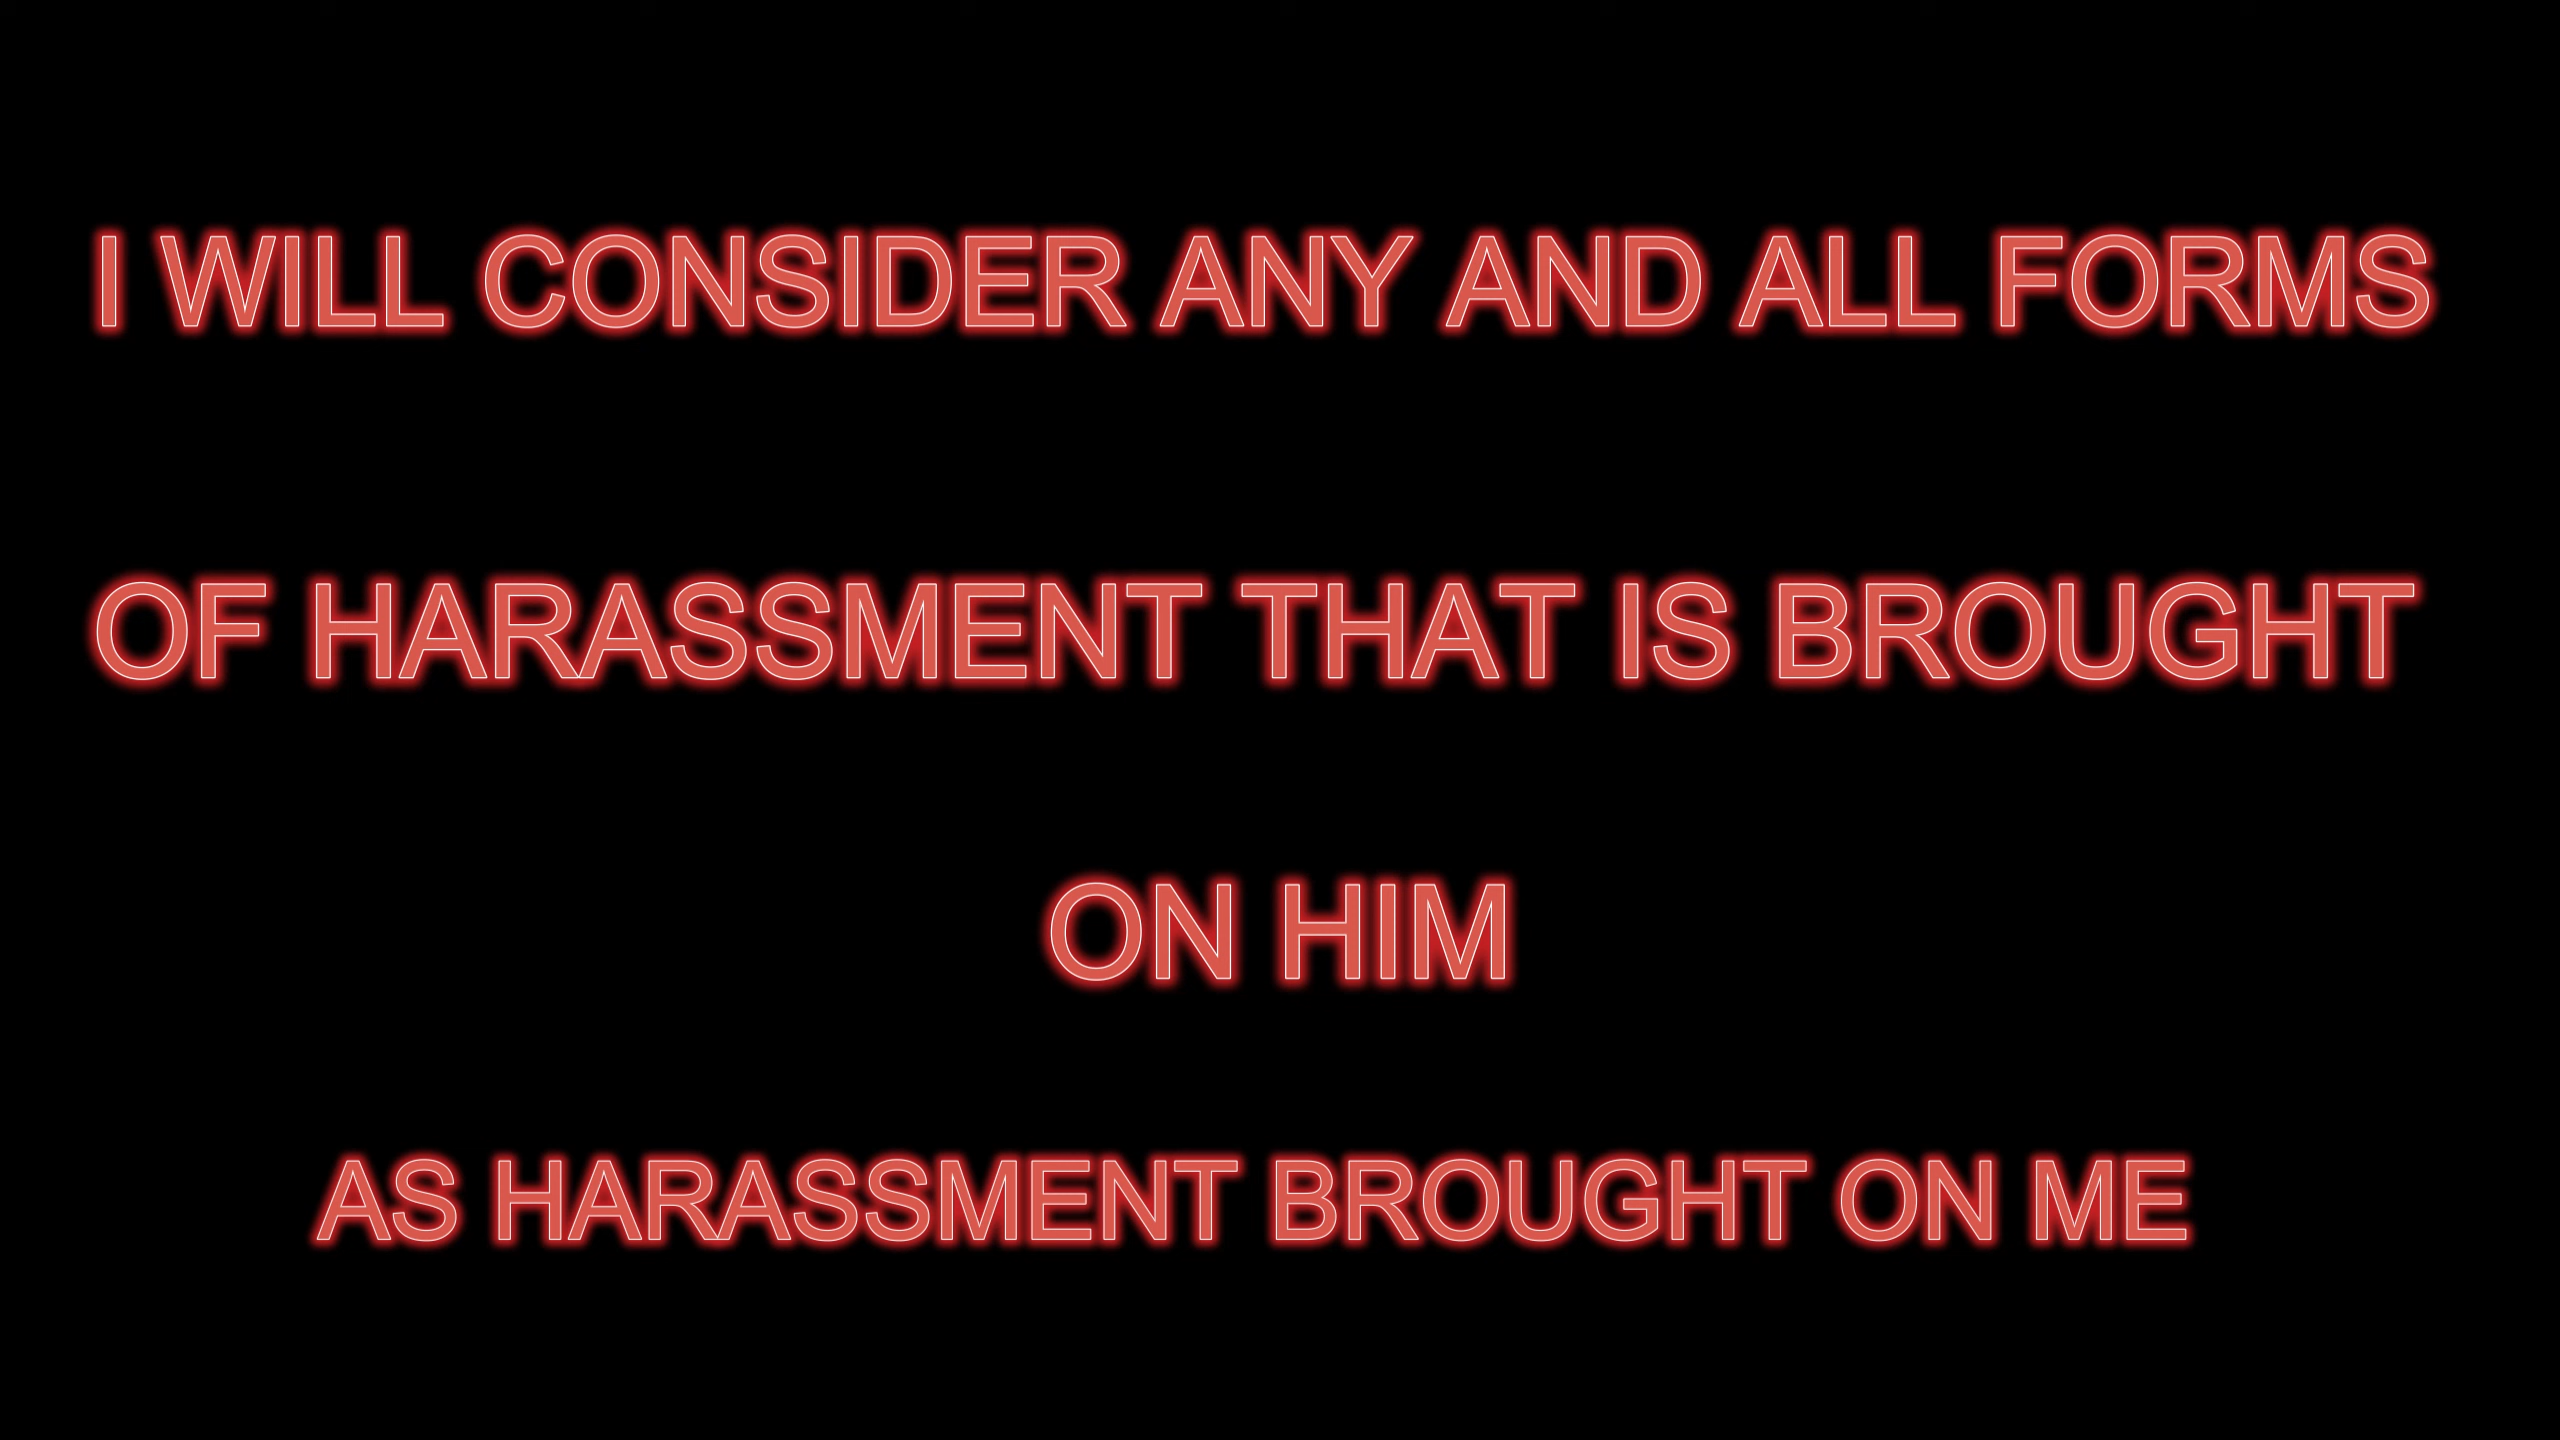 I WILL CONSIDER ANY AND ALL FORMS
OF HARASSMENT THAT IS BROUGHT
ON HIM
AS HARASSMENT BROUGHT ON ME